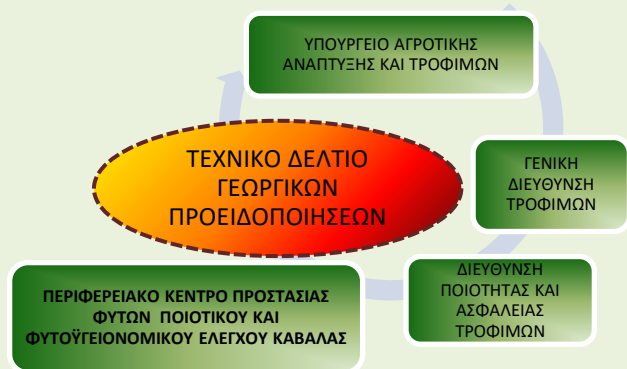 ΥΠΟΥΡΓΕΙΟ ΑΓΡΟΤΙΚΗΣ
ΑΝΑΠΤΥΞΗΣ ΚΑΙ ΤΡΟΦΙΜΩΝ
ΤΕΧΝΙΚΟ ΔΕΛΤΙΟ
ΓΕΩΡΓΙΚΩΝ
ΠΡΟΕΙΔΟΠΟΙΗΣΕΩΝ
ΓΕΝΙΚΗ
ΔΙΕΥΘΥΝΣΗ
ΤΡΟΦΙΜΩΝ
ΔΙΕΥΘΥΝΣΗ
ΠΟΙΟΤΗΤΑΣ ΚΑΙ
ΑΣΦΑΛΕΙΑΣ
ΤΡΟΦΙΜΩΝ
ΠΕΡΙΦΕΡΕΙΑΚΟ ΚΕΝΤΡΟ ΠΡΟΣΤΑΣΙΑΣ
ΦΥΤΩΝ ΠΟΙΟΤΙΚΟΥ ΚΑΙ
ΦΥΤΟΫΓΕΙΟΝΟΜΙΚΟΥ ΕΛΕΓΧΟΥ ΚΑΒΑΛΑΣ